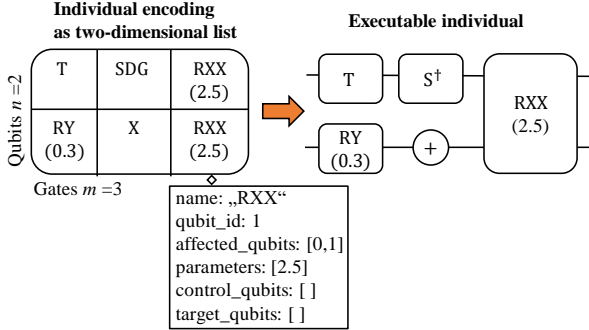 Individual encoding
as two-dimensional list
Executable individual
Qubits n =2
T SDG RXX
(2.5)
RY
(0.3)
X RXX
(2.5)
Gates m =3
T S†
RXX
(2.5)
RY
(0.3)
+
name: „RXX“
qubit_id: 1
affected_qubits: [0,1]
parameters: [2.5]
control_qubits: [ ]
target_qubits: [ ]